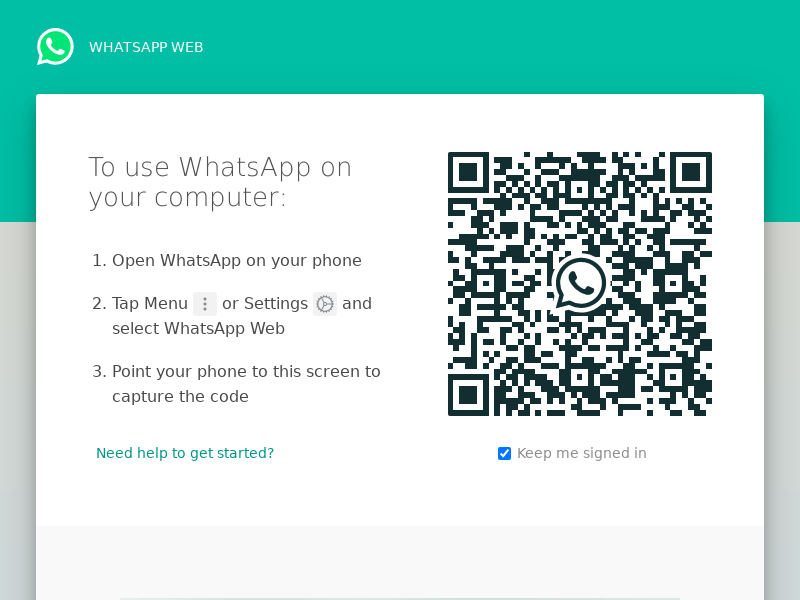 WHATSAPP WEB
To use WhatsApp on
your computer:
1. Open WhatsApp on your phone
2. Tap Menu or Settings and
select WhatsApp Web
3. Point your phone to this screen to
capture the code
Need help to get started?
Keep me signed in